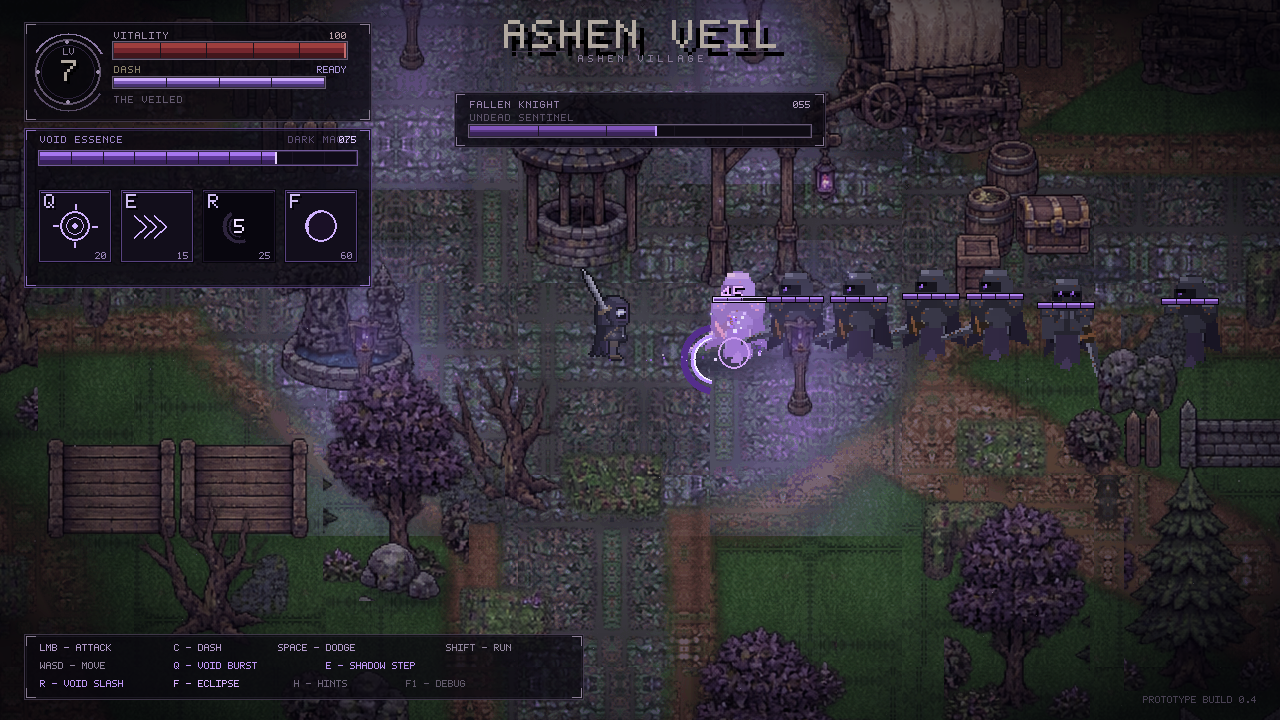 ASHEN VEIL
ASHEN VILLAGE
LV
7
VITALITY 100
DASH READY
THE VEILED
VOID ESSENCE 075
Q 20
E 15
R 5 25
F 60
FALLEN KNIGHT 055
UNDEAD SENTINEL
45
LMB - ATTACK C - DASH SPACE - DODGE SHIFT - RUN
WASD - MOVE Q - VOID BURST E - SHADOW STEP
R - VOID SLASH F - ECLIPSE H - HINTS F1 - DEBUG
PROTOTYPE BUILD 0.4